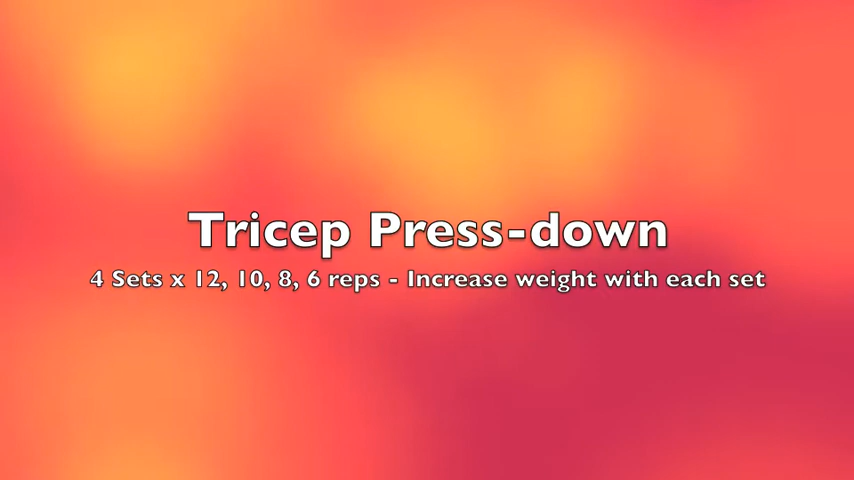 Tricep Press-down
4 Sets x 12, 10, 8, 6 reps - Increase weight with each set